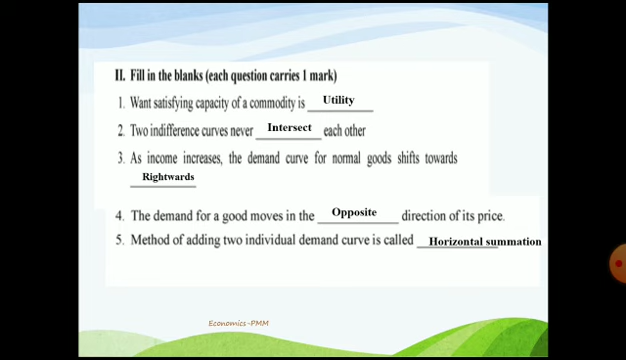 II. Fill in the blanks (each question carries 1 mark)
1. Want satisfying capacity of a commodity is Utility
2. Two indifference curves never Intersect each other
3. As income increases, the demand curve for normal goods shifts towards
Rightwards
4. The demand for a good moves in the Opposite direction of its price.
5. Method of adding two individual demand curve is called Horizontal summation
Economics-PMM